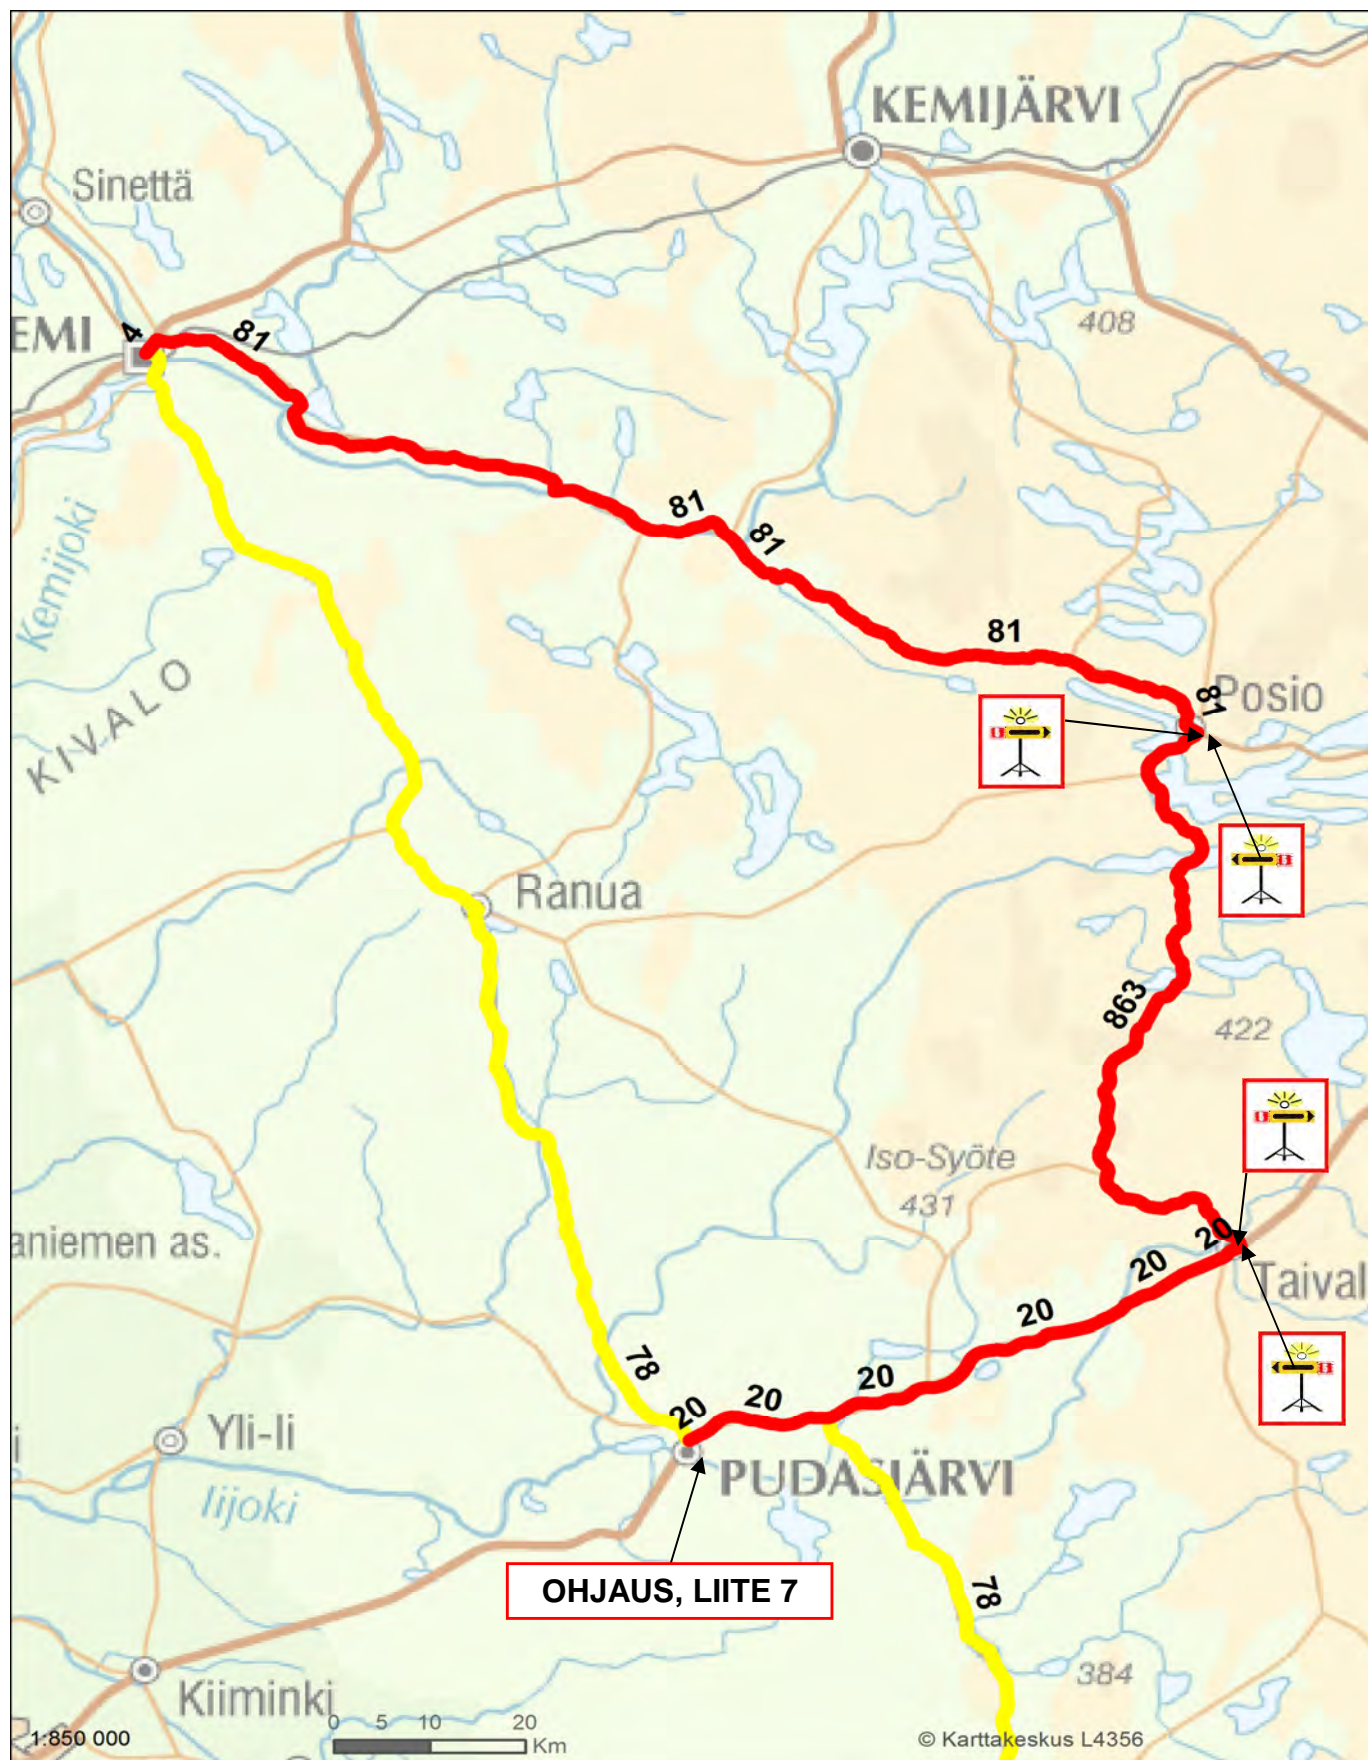 KEMIJÄRVI
Sinettä
408
EMI
4
81
Kemijoki
81
81
81
81
Posio
KIVALO
Ranua
863
422
Iso-Syöte
431
aniemen as.
20
20
Taival
20
20
20
20
78
PUDASJÄRVI
Yli-Ii
i
Iijoki
OHJAUS, LIITE 7
78
384
Kiiminki
0 5 10 20
Km
1:850 000
© Karttakeskus L4356